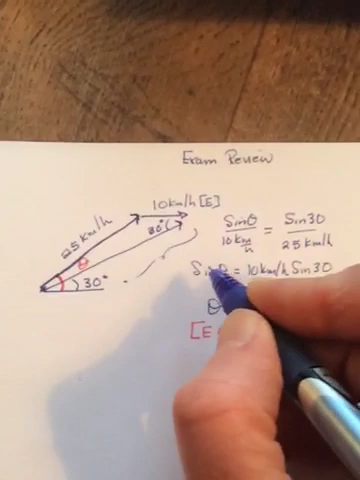 Exam Review
10km/h [E]
25km/h
30°
θ
30°
Sinθ = Sin30
10km/h 25km/h
Sinθ = 10km/h Sin30
θ
[E